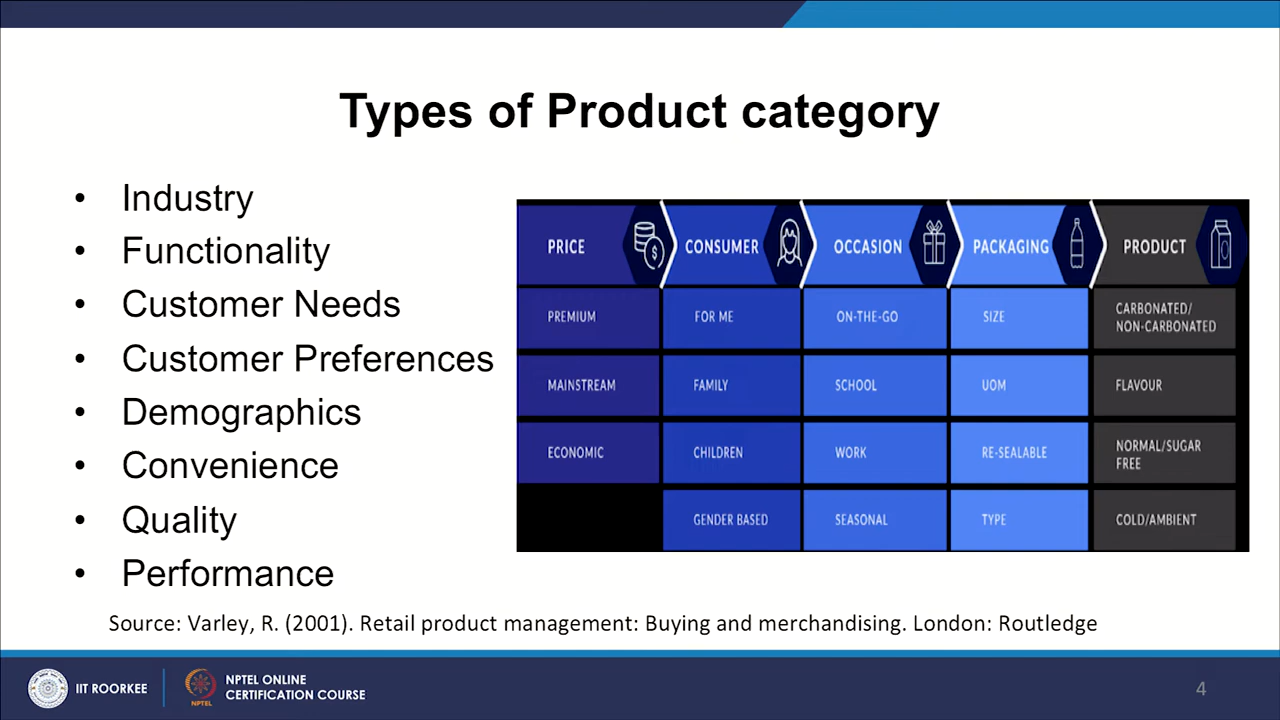 Types of Product category
• Industry
• Functionality
• Customer Needs
• Customer Preferences
• Demographics
• Convenience
• Quality
• Performance
PRICE CONSUMER OCCASION PACKAGING PRODUCT
PREMIUM FOR ME ON-THE-GO SIZE CARBONATED/
NON-CARBONATED
MAINSTREAM FAMILY SCHOOL UOM FLAVOUR
ECONOMIC CHILDREN WORK RE-SEALABLE NORMAL/SUGAR
FREE
GENDER BASED SEASONAL TYPE COLD/AMBIENT
Source: Varley, R. (2001). Retail product management: Buying and merchandising. London: Routledge
IIT ROORKEE
NPTEL
NPTEL ONLINE
CERTIFICATION COURSE
4